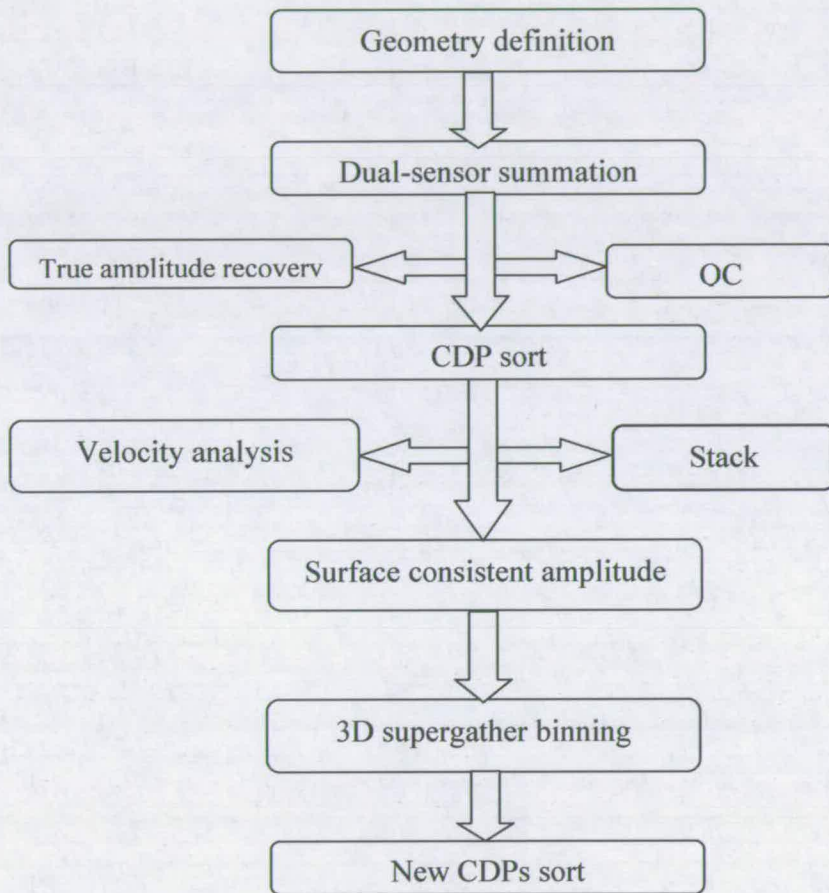 Geometry definition
Dual-sensor summation
True amplitude recovery
QC
CDP sort
Velocity analysis
Stack
Surface consistent amplitude
3D supergather binning
New CDPs sort